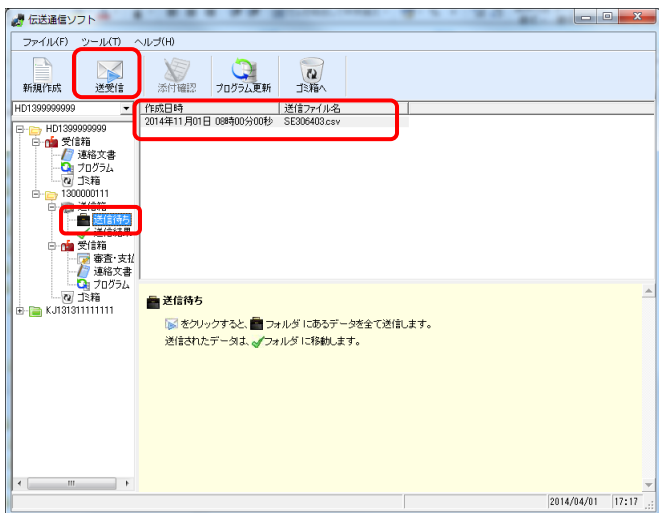 伝送通信ソフト
ファイル(F) ツール(T) ヘルプ(H)
新規作成 送受信 添付確認 プログラム更新 ゴミ箱へ
HD1399999999
作成日時 送信ファイル名
2014年11月01日 08時00分00秒 SE306403.csv
HD1399999999
受信箱
連絡文書
プログラム
ゴミ箱
1300000111
送信箱
送信待ち
送信結果
受信箱
審査・支払
連絡文書
プログラム
ゴミ箱
KJ131311111111
送信待ち
をクリックすると、フォルダにあるデータを全て送信します。
送信されたデータは、フォルダに移動します。
2014/04/01 17:17